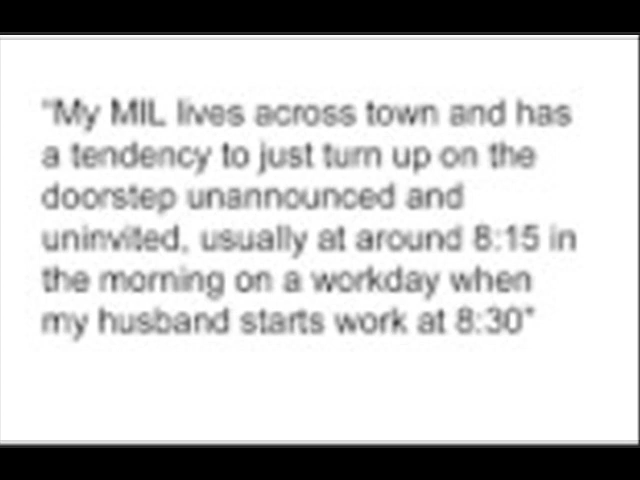 "My MIL lives across town and has
a tendency to just turn up on the
doorstep unannounced and
uninvited, usually at around 8:15 in
the morning on a workday when
my husband starts work at 8:30"